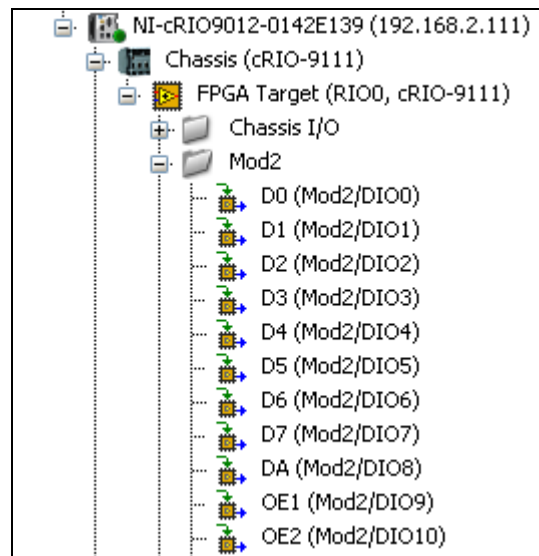 NI-cRIO9012-0142E139 (192.168.2.111)
Chassis (cRIO-9111)
FPGA Target (RIO0, cRIO-9111)
Chassis I/O
Mod2
D0 (Mod2/DIO0)
D1 (Mod2/DIO1)
D2 (Mod2/DIO2)
D3 (Mod2/DIO3)
D4 (Mod2/DIO4)
D5 (Mod2/DIO5)
D6 (Mod2/DIO6)
D7 (Mod2/DIO7)
DA (Mod2/DIO8)
OE1 (Mod2/DIO9)
OE2 (Mod2/DIO10)